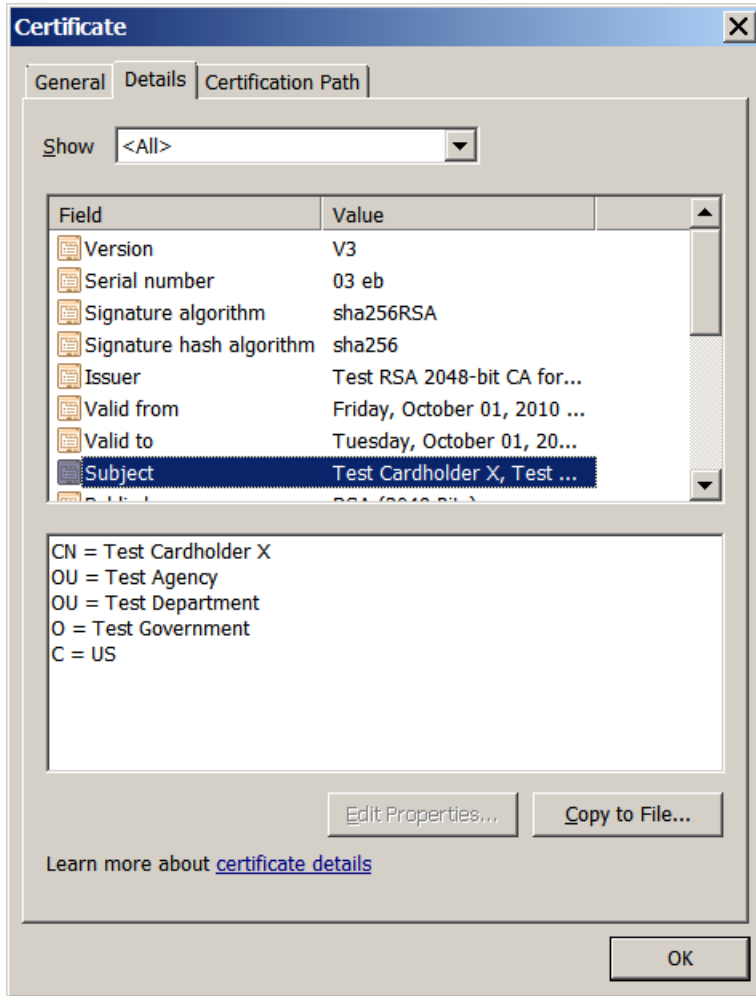 Certificate
General Details Certification Path
Show <All>
Field Value
Version V3
Serial number 03 eb
Signature algorithm sha256RSA
Signature hash algorithm sha256
Issuer Test RSA 2048-bit CA for...
Valid from Friday, October 01, 2010 ...
Valid to Tuesday, October 01, 20...
Subject Test Cardholder X, Test ...
CN = Test Cardholder X
OU = Test Agency
OU = Test Department
O = Test Government
C = US
Edit Properties... Copy to File...
Learn more about certificate details
OK